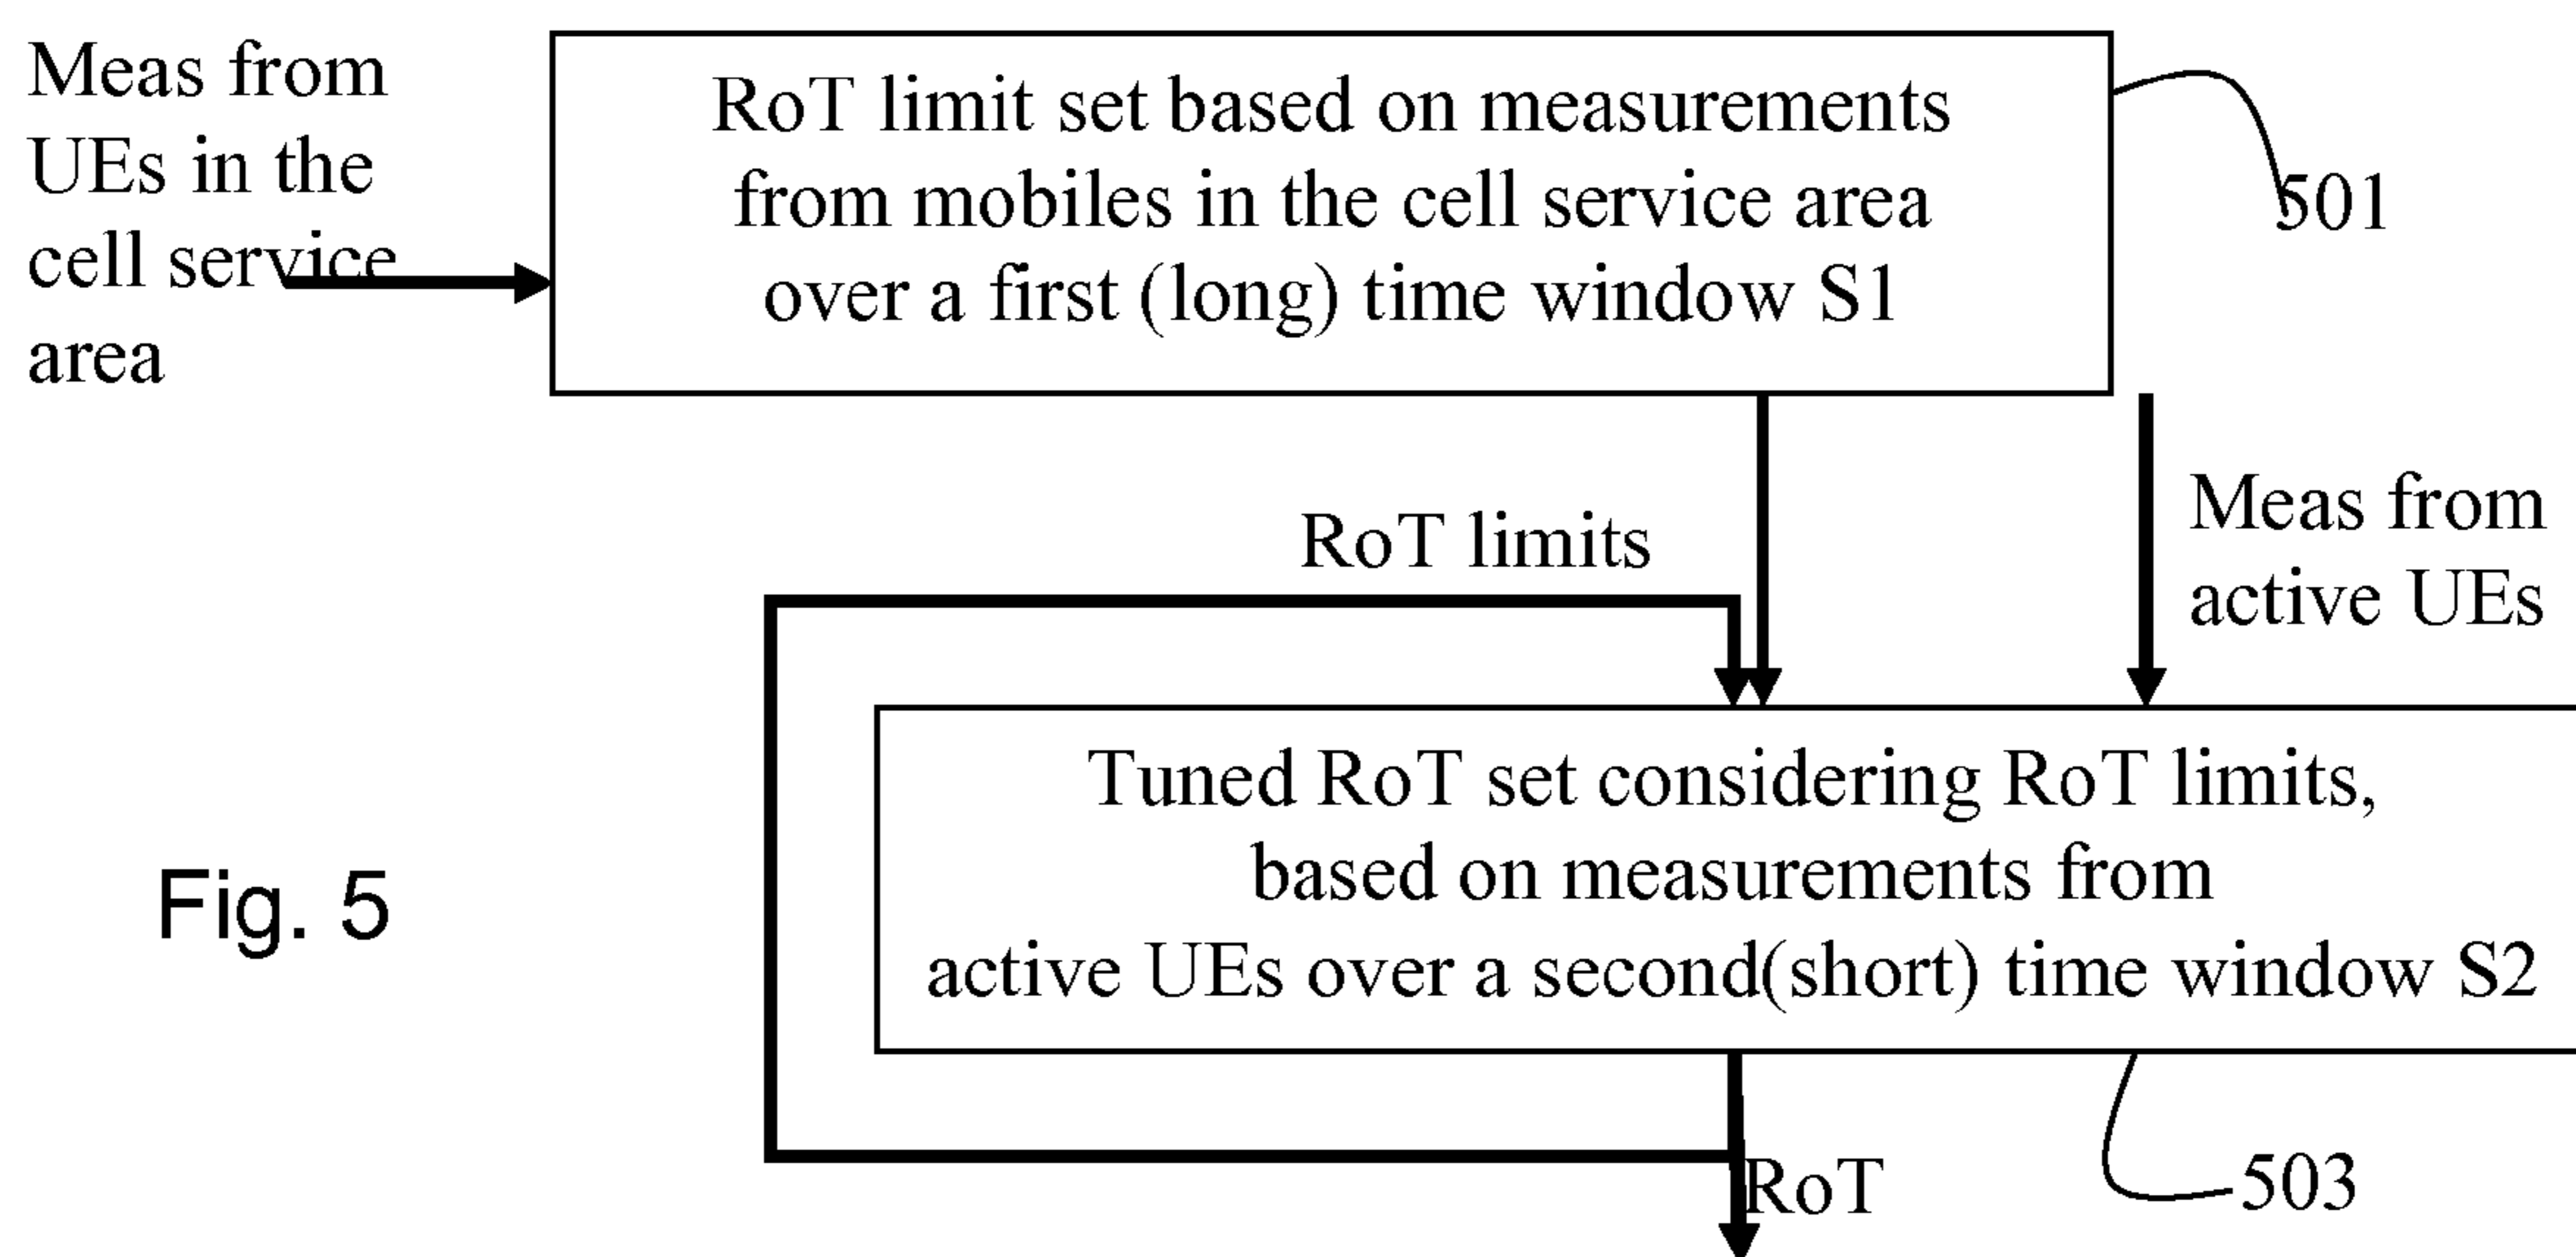 Meas from
UEs in the
cell service
area
RoT limit set based on measurements
from mobiles in the cell service area
over a first (long) time window S1
501
RoT limits
Meas from
active UEs
Tuned RoT set considering RoT limits,
based on measurements from
active UEs over a second(short) time window S2
Fig. 5
RoT
503